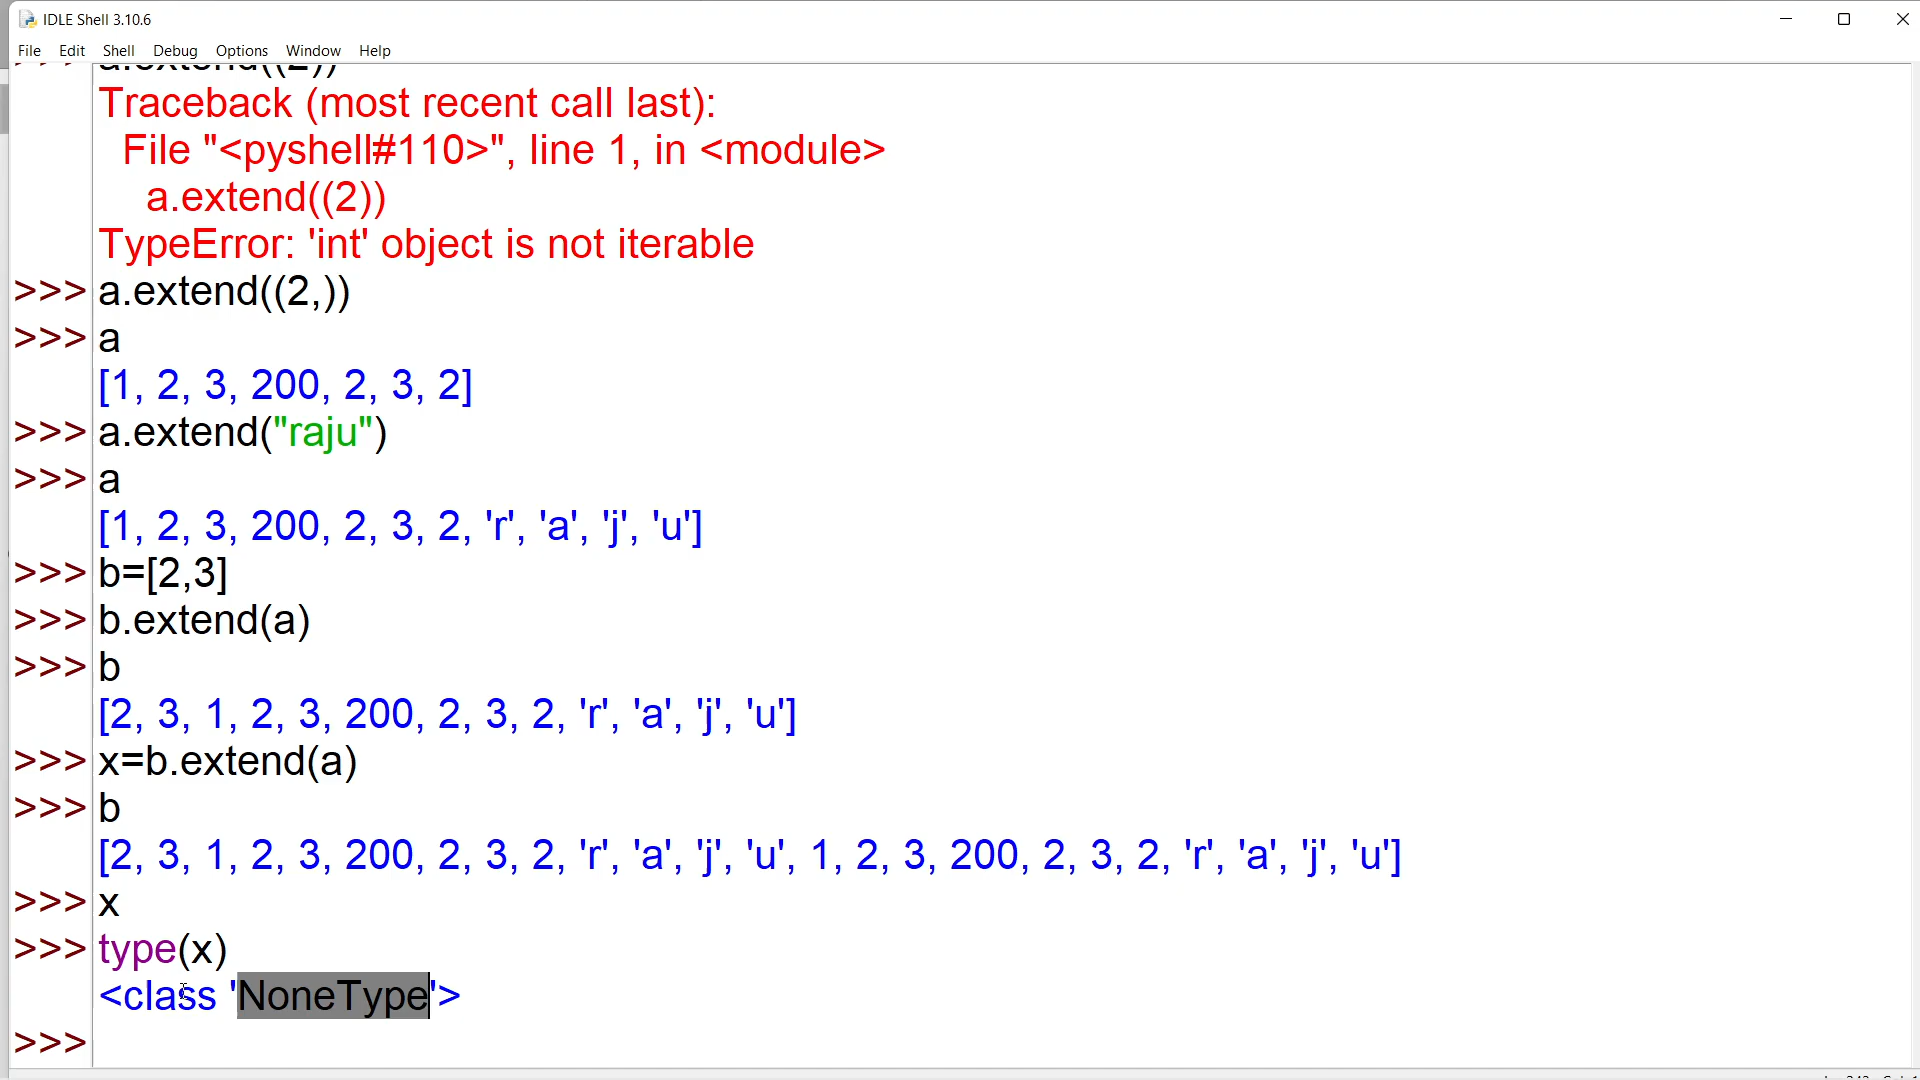 IDLE Shell 3.10.6
File Edit Shell Debug Options Window Help
>>> a.extend((2))
Traceback (most recent call last):
  File "<pyshell#110>", line 1, in <module>
    a.extend((2))
TypeError: 'int' object is not iterable
>>> a.extend((2,))
>>> a
[1, 2, 3, 200, 2, 3, 2]
>>> a.extend("raju")
>>> a
[1, 2, 3, 200, 2, 3, 2, 'r', 'a', 'j', 'u']
>>> b=[2,3]
>>> b.extend(a)
>>> b
[2, 3, 1, 2, 3, 200, 2, 3, 2, 'r', 'a', 'j', 'u']
>>> x=b.extend(a)
>>> b
[2, 3, 1, 2, 3, 200, 2, 3, 2, 'r', 'a', 'j', 'u', 1, 2, 3, 200, 2, 3, 2, 'r', 'a', 'j', 'u']
>>> x
>>> type(x)
<class 'NoneType'>
>>>